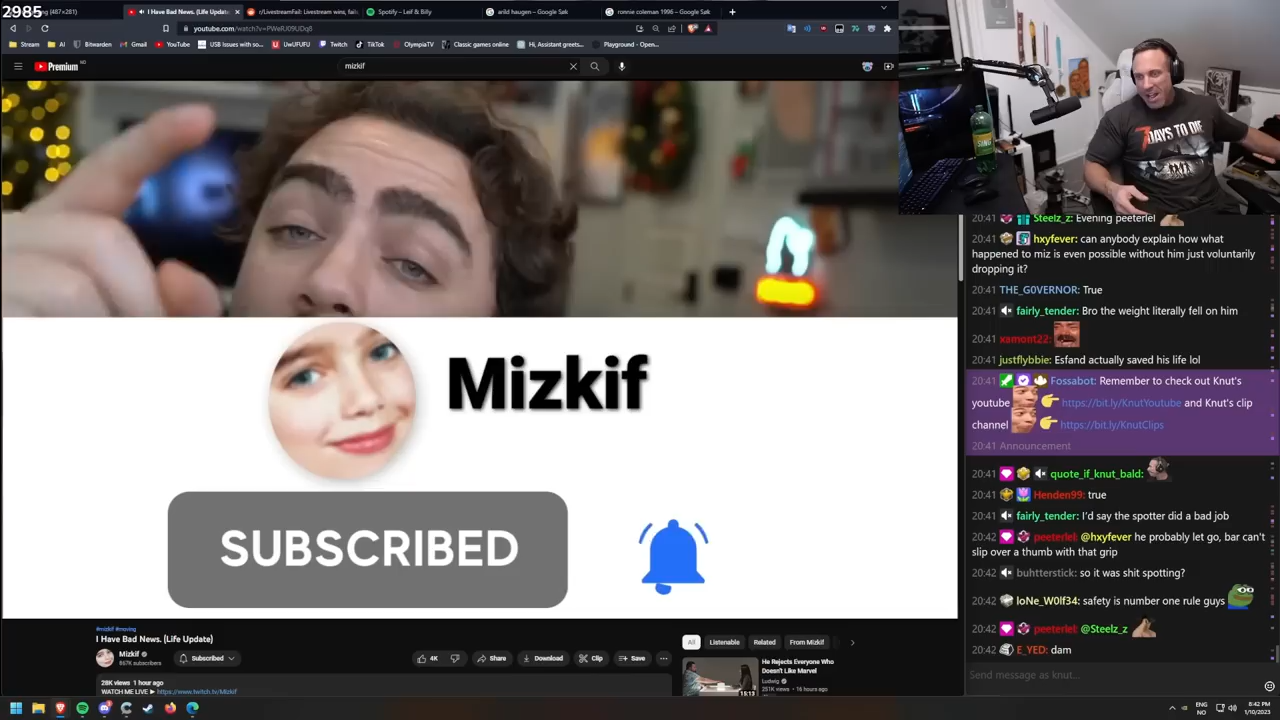 2985
(487×281)
I Have Bad News. (Life Update)
r/LivestreamFail: Livestream wins, fails
Spotify – Leif & Billy
arild haugen – Google Søk
ronnie coleman 1996 – Google Søk
Stream
AI
Bitwarden
Gmail
YouTube
USB Issues with so...
UwUFUFU
Twitch
TikTok
OlympiaTV
Classic games online
Hi, Assistant greets...
Playground - Open...
Premium
NO
mizkif
7 DAYS TO DIE
Mizkif
SUBSCRIBED
#mizkif #moving
I Have Bad News. (Life Update)
Mizkif
867K subscribers
Subscribed
4K
Share
Download
Clip
Save
28K views 1 hour ago
WATCH ME LIVE ► https://www.twitch.tv/Mizkif
All
Listenable
Related
From Mizkif
He Rejects Everyone Who
Doesn't Like Marvel
Ludwig
251K views • 16 hours ago
15:13
20:41 Steelz_z: Evening peeterlel
20:41 hxyfever: can anybody explain how what
happened to miz is even possible without him just voluntarily
dropping it?
20:41 THE_G0VERNOR: True
20:41 fairly_tender: Bro the weight literally fell on him
20:41 xamont22:
20:41 justflybbie: Esfand actually saved his life lol
20:41 Fossabot: Remember to check out Knut's
youtube https://bit.ly/KnutYoutube and Knut's clip
channel https://bit.ly/KnutClips
20:41 Announcement
20:41 quote_if_knut_bald:
20:41 Henden99: true
20:41 fairly_tender: I'd say the spotter did a bad job
20:42 peeterlel: @hxyfever he probably let go, bar can't
slip over a thumb with that grip
20:42 buhtterstick: so it was shit spotting?
20:42 loNe_W0lf34: safety is number one rule guys
20:42 peeterlel: @Steelz_z
20:42 E_YED: dam
Send message as knut...
ENG
NO
8:42 PM
1/10/2023